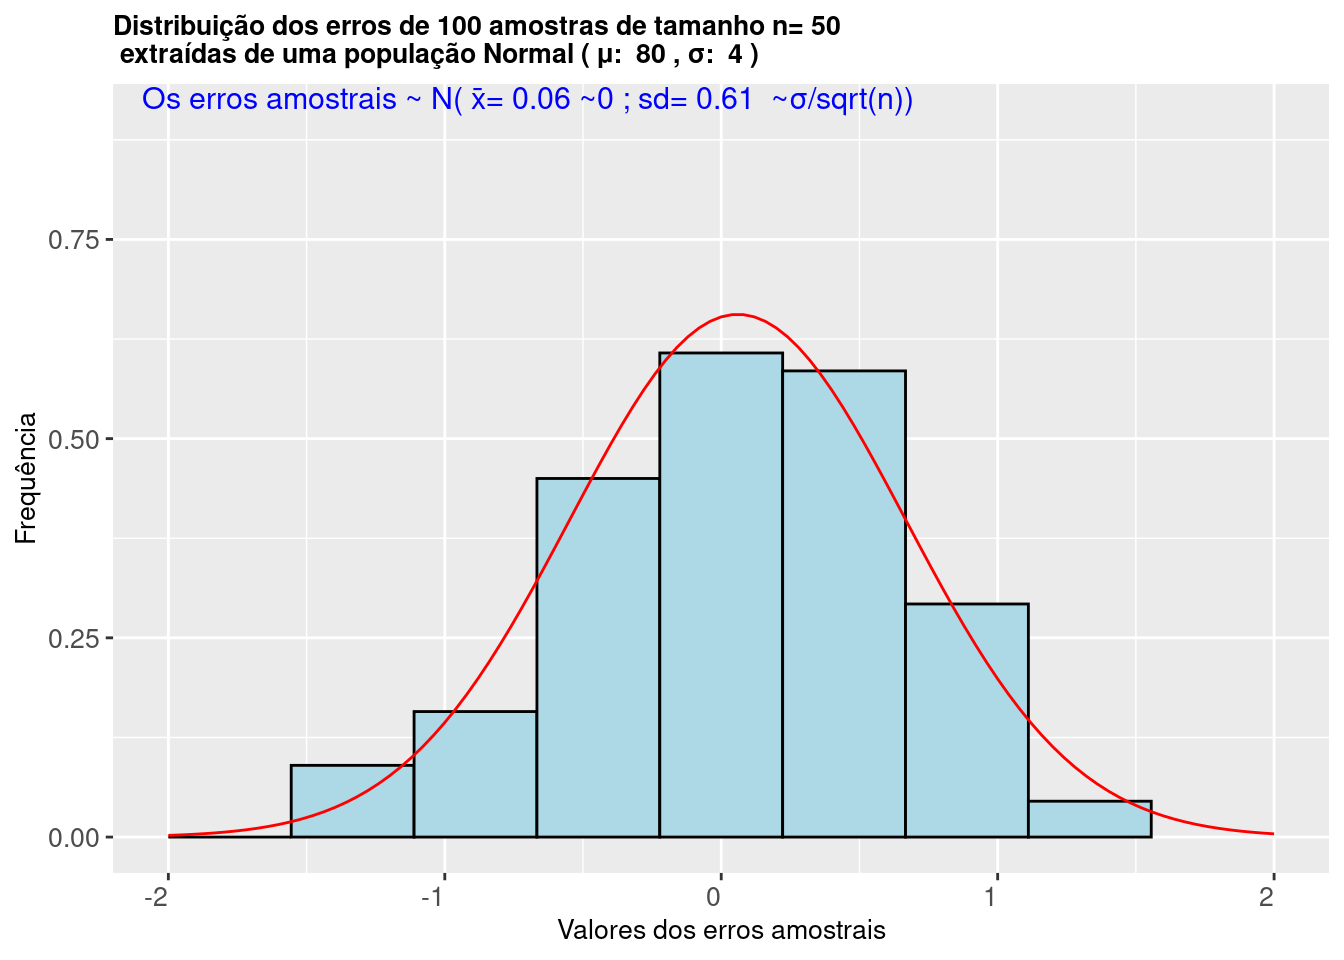 Distribuição dos erros de 100 amostras de tamanho n= 50
extraídas de uma população Normal ( μ:  80 , σ:  4 )
Os erros amostrais ~ N( x̄= 0.06 ~0 ; sd= 0.61  ~σ/sqrt(n))
0.75
0.50
0.25
0.00
Frequência
-2
-1
0
1
2
Valores dos erros amostrais